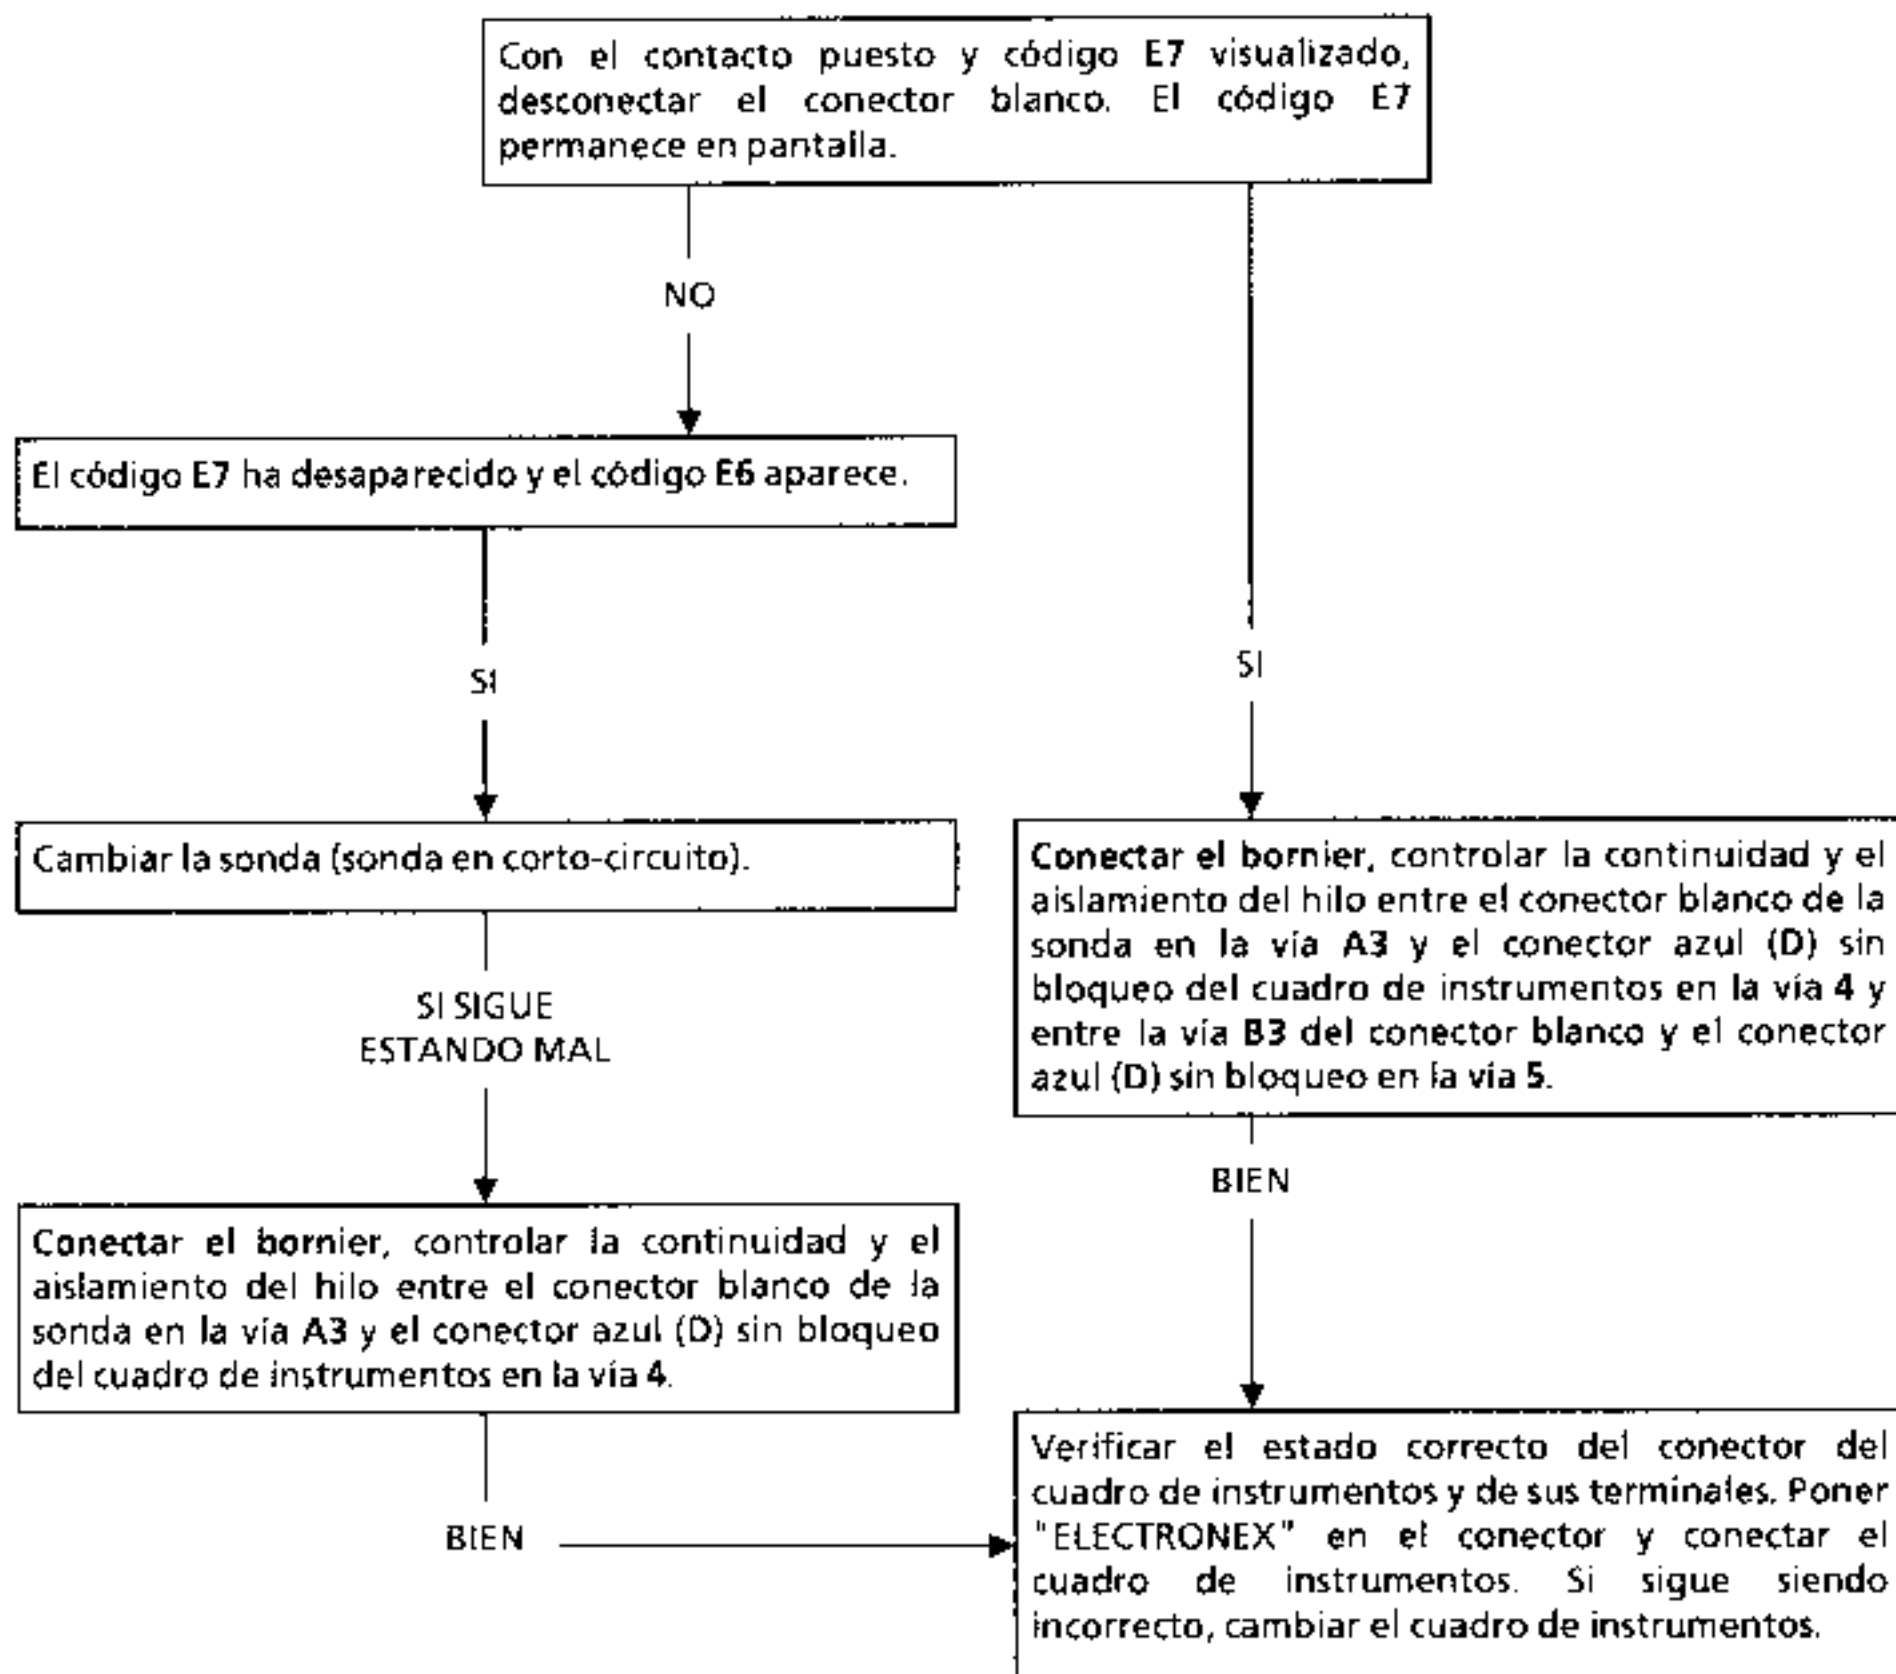 Con el contacto puesto y código E7 visualizado,
desconectar el conector blanco. El código E7
permanece en pantalla.
NO
El código E7 ha desaparecido y el código E6 aparece.
SI
SI
Cambiar la sonda (sonda en corto-circuito).
Conectar el bornier, controlar la continuidad y el
aislamiento del hilo entre el conector blanco de la
sonda en la vía A3 y el conector azul (D) sin
bloqueo del cuadro de instrumentos en la vía 4 y
entre la vía B3 del conector blanco y el conector
azul (D) sin bloqueo en la vía 5.
SI SIGUE
ESTANDO MAL
BIEN
Conectar el bornier, controlar la continuidad y el
aislamiento del hilo entre el conector blanco de la
sonda en la vía A3 y el conector azul (D) sin bloqueo
del cuadro de instrumentos en la vía 4.
BIEN
Verificar el estado correcto del conector del
cuadro de instrumentos y de sus terminales. Poner
"ELECTRONEX" en el conector y conectar el
cuadro de instrumentos. Si sigue siendo
incorrecto, cambiar el cuadro de instrumentos.